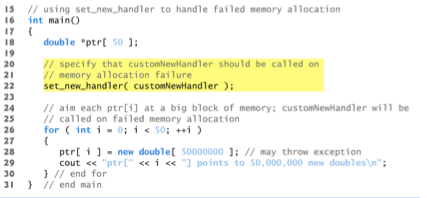 15 // using set_new_handler to handle failed memory allocation
16 int main()
17 {
18 double *ptr[ 50 ];
19
20 // specify that customNewHandler should be called on
21 // memory allocation failure
22 set_new_handler( customNewHandler );
23
24 // aim each ptr[i] at a big block of memory; customNewHandler will be
25 // called on failed memory allocation
26 for ( int i = 0; i < 50; ++i )
27 {
28 ptr[ i ] = new double[ 50000000 ]; // may throw exception
29 cout << "ptr[" << i << "] points to 50,000,000 new doubles\n";
30 } // end for
31 } // end main